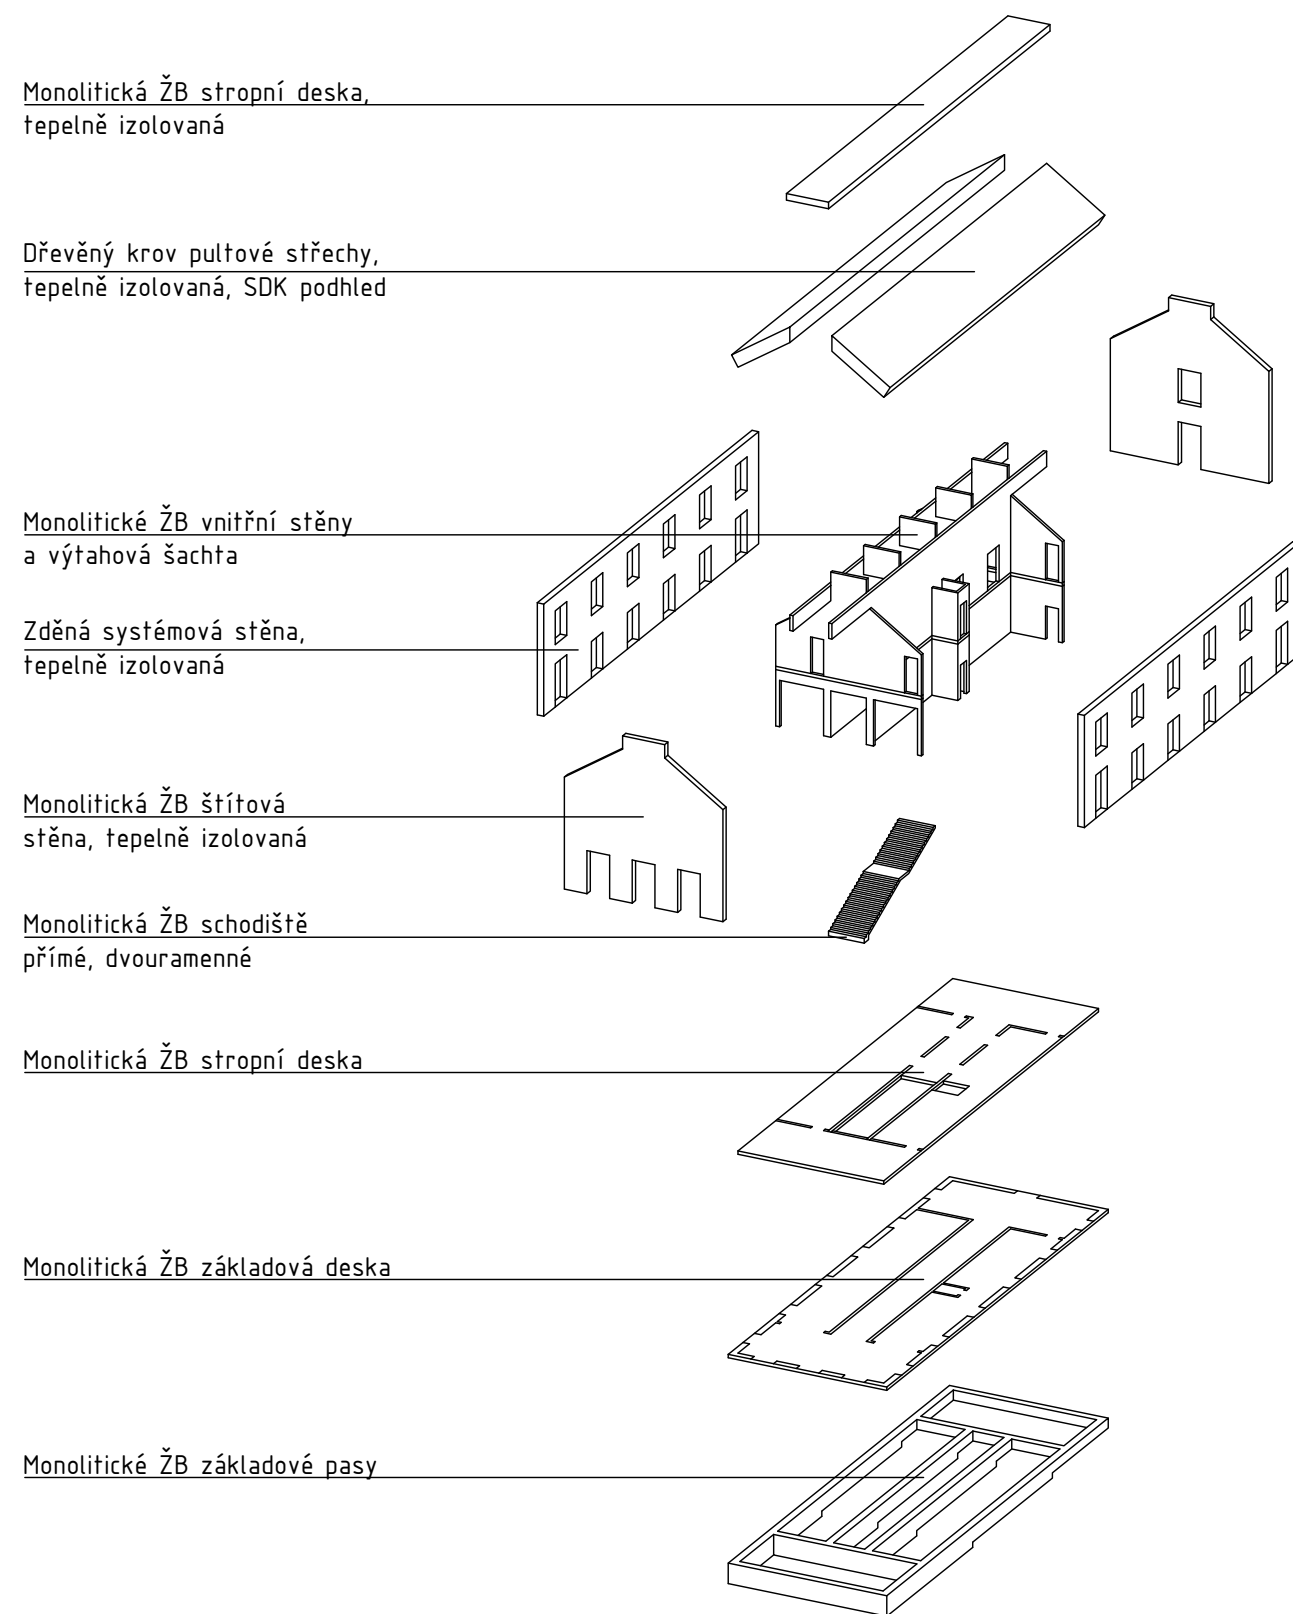 Monolitická ŽB stropní deska,
tepelně izolovaná
Dřevěný krov pultové střechy,
tepelně izolovaná, SDK podhled
Monolitické ŽB vnitřní stěny
a výtahová šachta
Zděná systémová stěna,
tepelně izolovaná
Monolitická ŽB štítová
stěna, tepelně izolovaná
Monolitická ŽB schodiště
přímé, dvouramenné
Monolitická ŽB stropní deska
Monolitická ŽB základová deska
Monolitické ŽB základové pasy